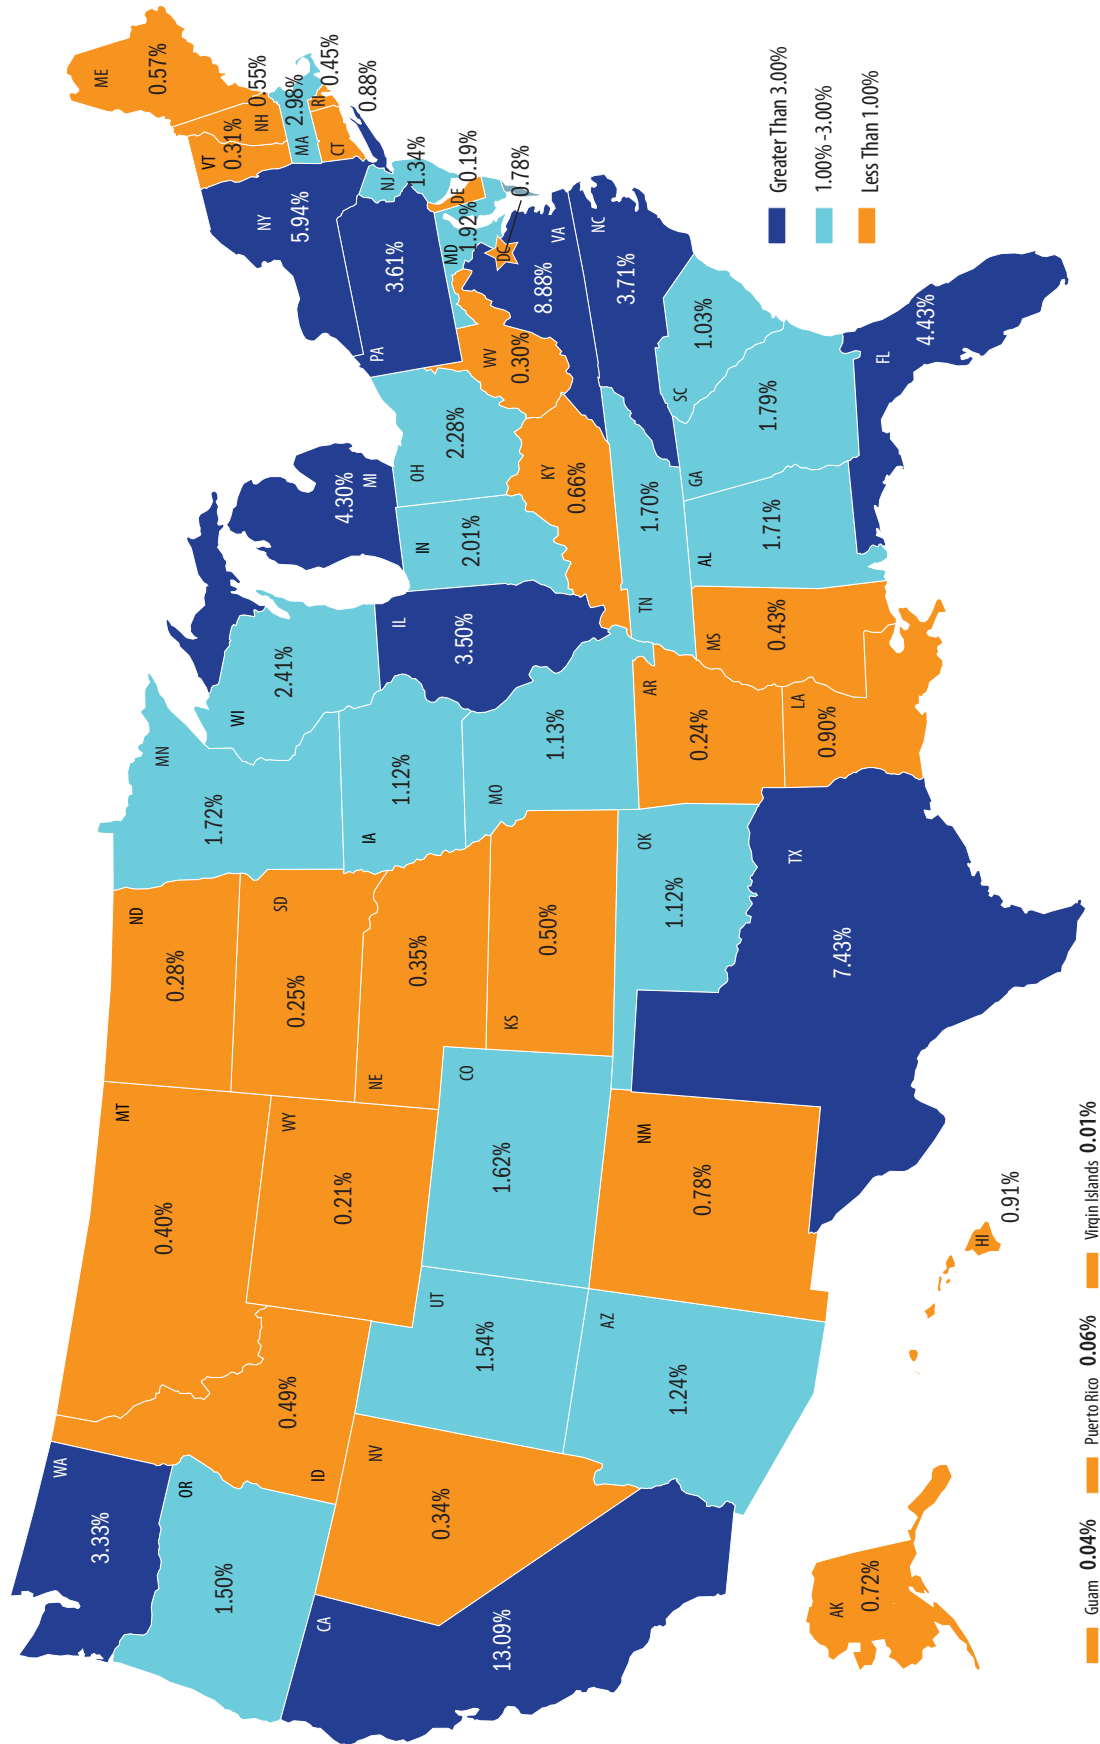 WA
3.33%
OR
1.50%
CA
13.09%
ID
0.49%
NV
0.34%
MT
0.40%
WY
0.21%
UT
1.54%
AZ
1.24%
CO
1.62%
NM
0.78%
ND
0.28%
SD
0.25%
NE
0.35%
KS
0.50%
OK
1.12%
TX
7.43%
MN
1.72%
IA
1.12%
MO
1.13%
AR
0.24%
LA
0.90%
WI
2.41%
IL
3.50%
MI
4.30%
IN
2.01%
OH
2.28%
KY
0.66%
TN
1.70%
MS
0.43%
AL
1.71%
GA
1.79%
FL
4.43%
SC
1.03%
NC
3.71%
VA
8.88%
WV
0.30%
DC
0.78%
MD
1.92%
DE
0.19%
PA
3.61%
NJ
1.34%
NY
5.94%
CT
0.88%
RI
0.45%
MA
2.98%
VT
0.31%
NH
0.55%
ME
0.57%
AK
0.72%
HI
0.91%
Greater Than 3.00%
1.00% -3.00%
Less Than 1.00%
Guam 0.04%
Puerto Rico 0.06%
Virgin Islands 0.01%